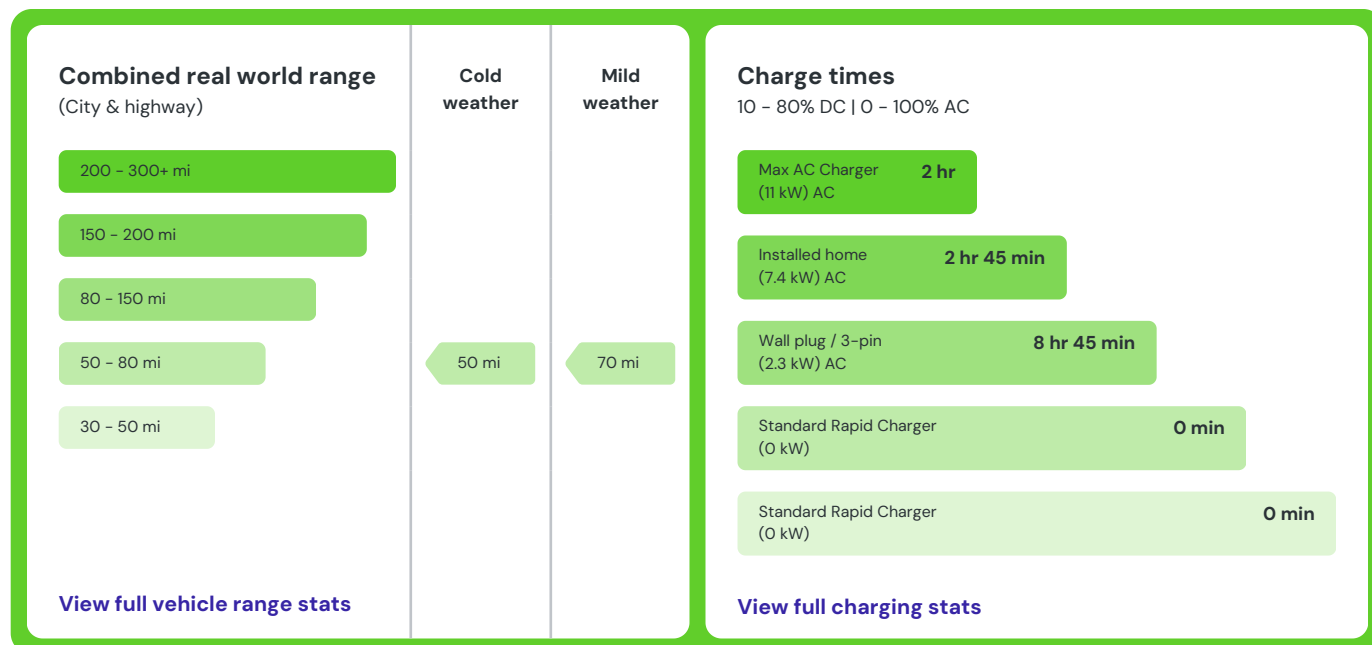 Combined real world range
(City & highway)
Cold
weather
Mild
weather
200 - 300+ mi
150 - 200 mi
80 - 150 mi
50 - 80 mi
50 mi
70 mi
30 - 50 mi
View full vehicle range stats
Charge times
10 - 80% DC | 0 - 100% AC
Max AC Charger
(11 kW) AC
2 hr
Installed home
(7.4 kW) AC
2 hr 45 min
Wall plug / 3-pin
(2.3 kW) AC
8 hr 45 min
Standard Rapid Charger
(0 kW)
0 min
Standard Rapid Charger
(0 kW)
0 min
View full charging stats